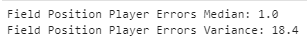 Field Position Player Errors Median: 1.0
Field Position Player Errors Variance: 18.4